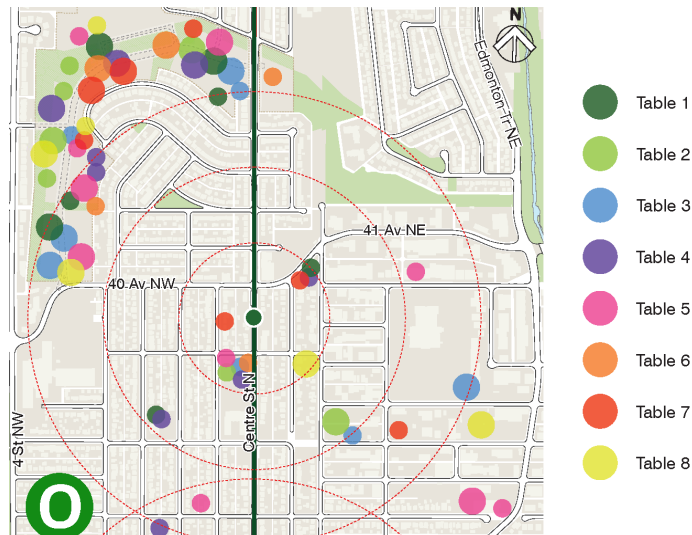 N
Edmonton Tr NE
41 Av NE
40 Av NW
Centre St N
4 St NW
O
Table 1
Table 2
Table 3
Table 4
Table 5
Table 6
Table 7
Table 8